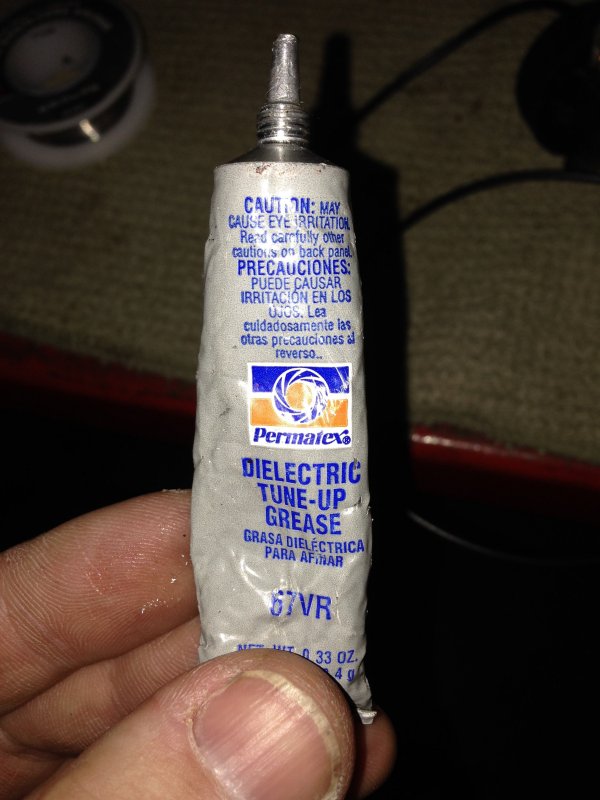 CAUTION: MAY
CAUSE EYE IRRITATION.
Read carefully other
cautions on back panel.
PRECAUCIONES:
PUEDE CAUSAR
IRRITACIÓN EN LOS
OJOS. Lea
cuidadosamente las
otras precauciones al
reverso..
Permatex®
DIELECTRIC
TUNE-UP
GREASE
GRASA DIELÉCTRICA
PARA AFINAR
67VR
NET WT. 0.33 OZ.
.4 g